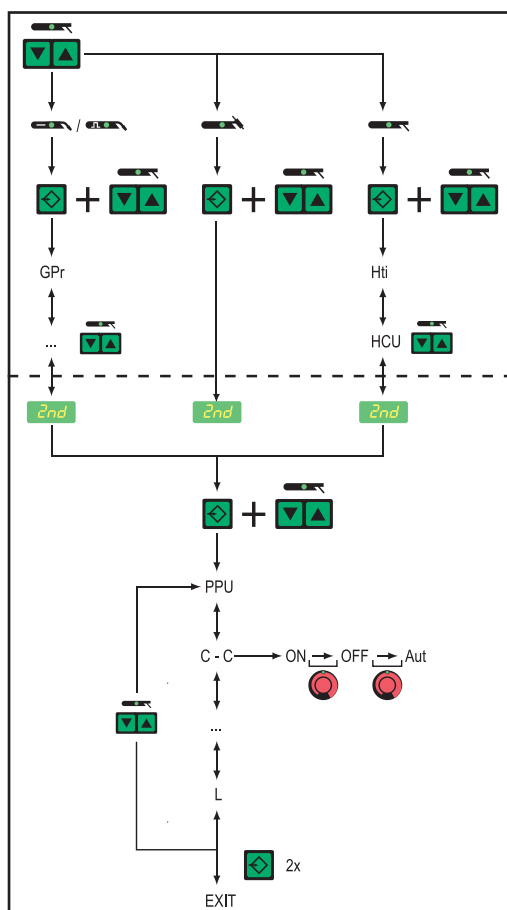 /
+ + +
GPr Hti
... HCU
2nd 2nd 2nd
+
PPU
C - C ON OFF Aut
...
L
2x
EXIT